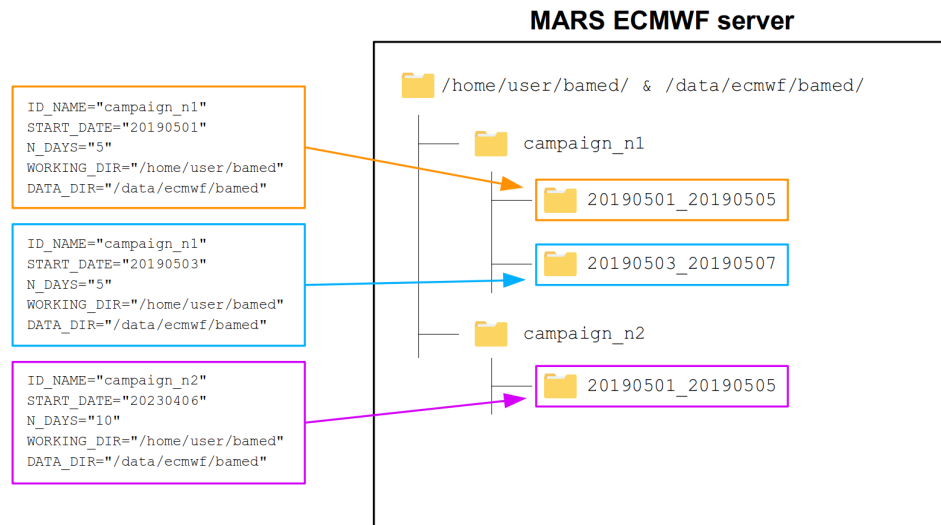 MARS ECMWF server
/home/user/bamed/ & /data/ecmwf/bamed/
campaign_n1
20190501_20190505
20190503_20190507
campaign_n2
20190501_20190505
ID_NAME="campaign_n1"
START_DATE="20190501"
N_DAYS="5"
WORKING_DIR="/home/user/bamed"
DATA_DIR="/data/ecmwf/bamed"
ID_NAME="campaign_n1"
START_DATE="20190503"
N_DAYS="5"
WORKING_DIR="/home/user/bamed"
DATA_DIR="/data/ecmwf/bamed"
ID_NAME="campaign_n2"
START_DATE="20230406"
N_DAYS="10"
WORKING_DIR="/home/user/bamed"
DATA_DIR="/data/ecmwf/bamed"